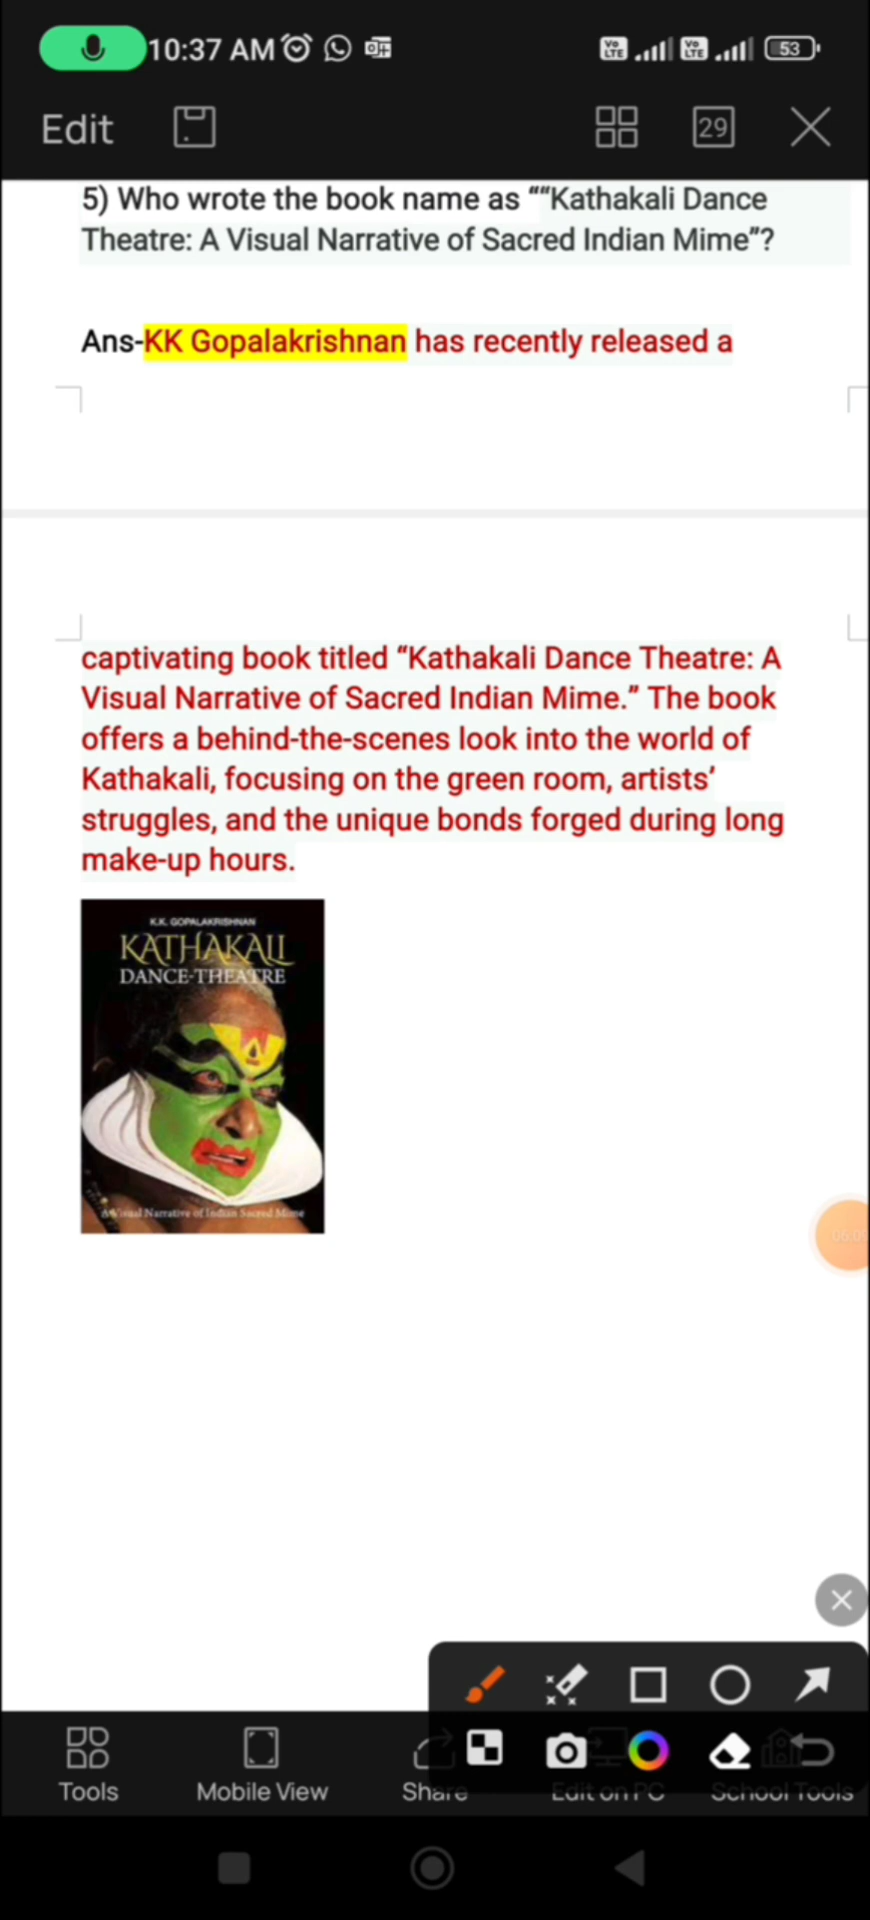 10:37 AM
Vo LTE
Vo LTE
53
Edit
29
5) Who wrote the book name as ““Kathakali Dance
Theatre: A Visual Narrative of Sacred Indian Mime”?
Ans-KK Gopalakrishnan has recently released a
captivating book titled “Kathakali Dance Theatre: A
Visual Narrative of Sacred Indian Mime.” The book
offers a behind-the-scenes look into the world of
Kathakali, focusing on the green room, artists’
struggles, and the unique bonds forged during long
make-up hours.
K.K. GOPALAKRISHNAN
KATHAKALI
DANCE-THEATRE
A Visual Narrative of Indian Sacred Mime
Tools
Mobile View
Share
Edit on PC
School Tools